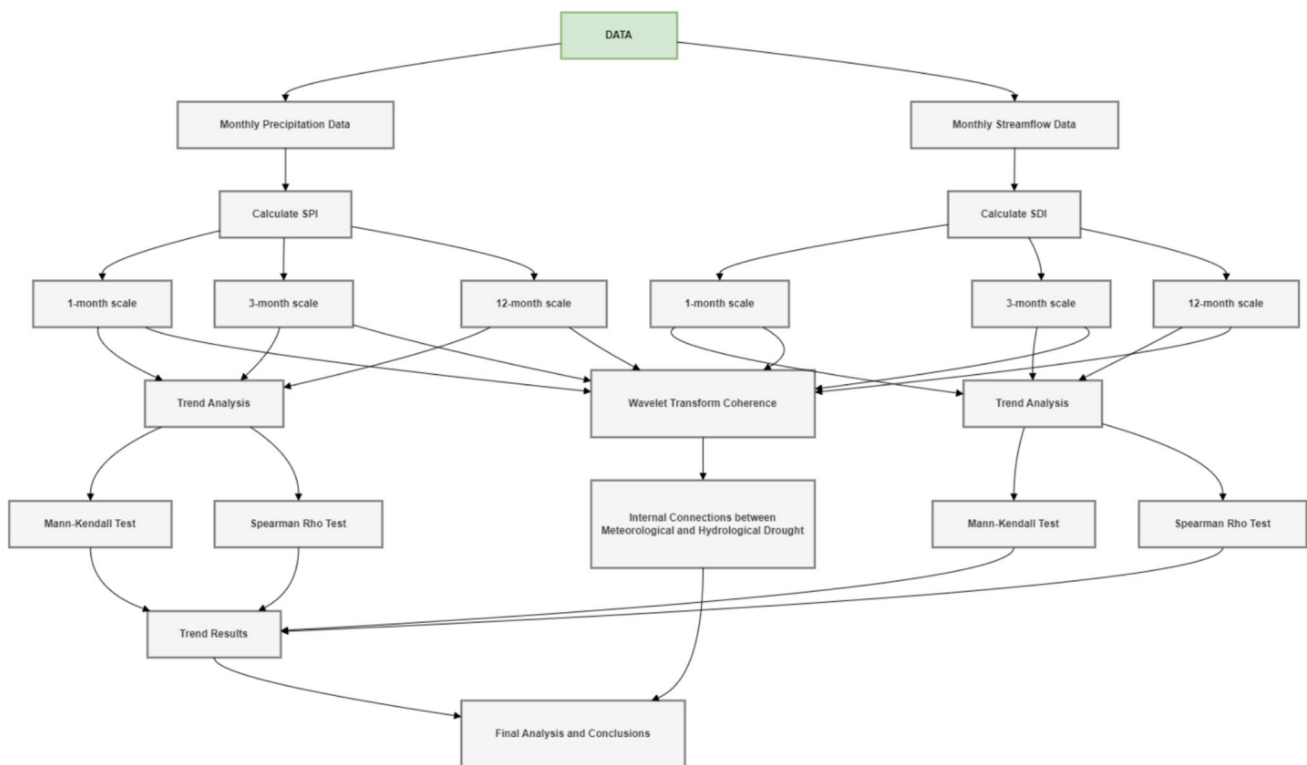 DATA
Monthly Precipitation Data
Monthly Streamflow Data
Calculate SPI
Calculate SDI
1-month scale
3-month scale
12-month scale
1-month scale
3-month scale
12-month scale
Trend Analysis
Wavelet Transform Coherence
Trend Analysis
Mann-Kendall Test
Spearman Rho Test
Internal Connections between
Meteorological and Hydrological Drought
Mann-Kendall Test
Spearman Rho Test
Trend Results
Final Analysis and Conclusions